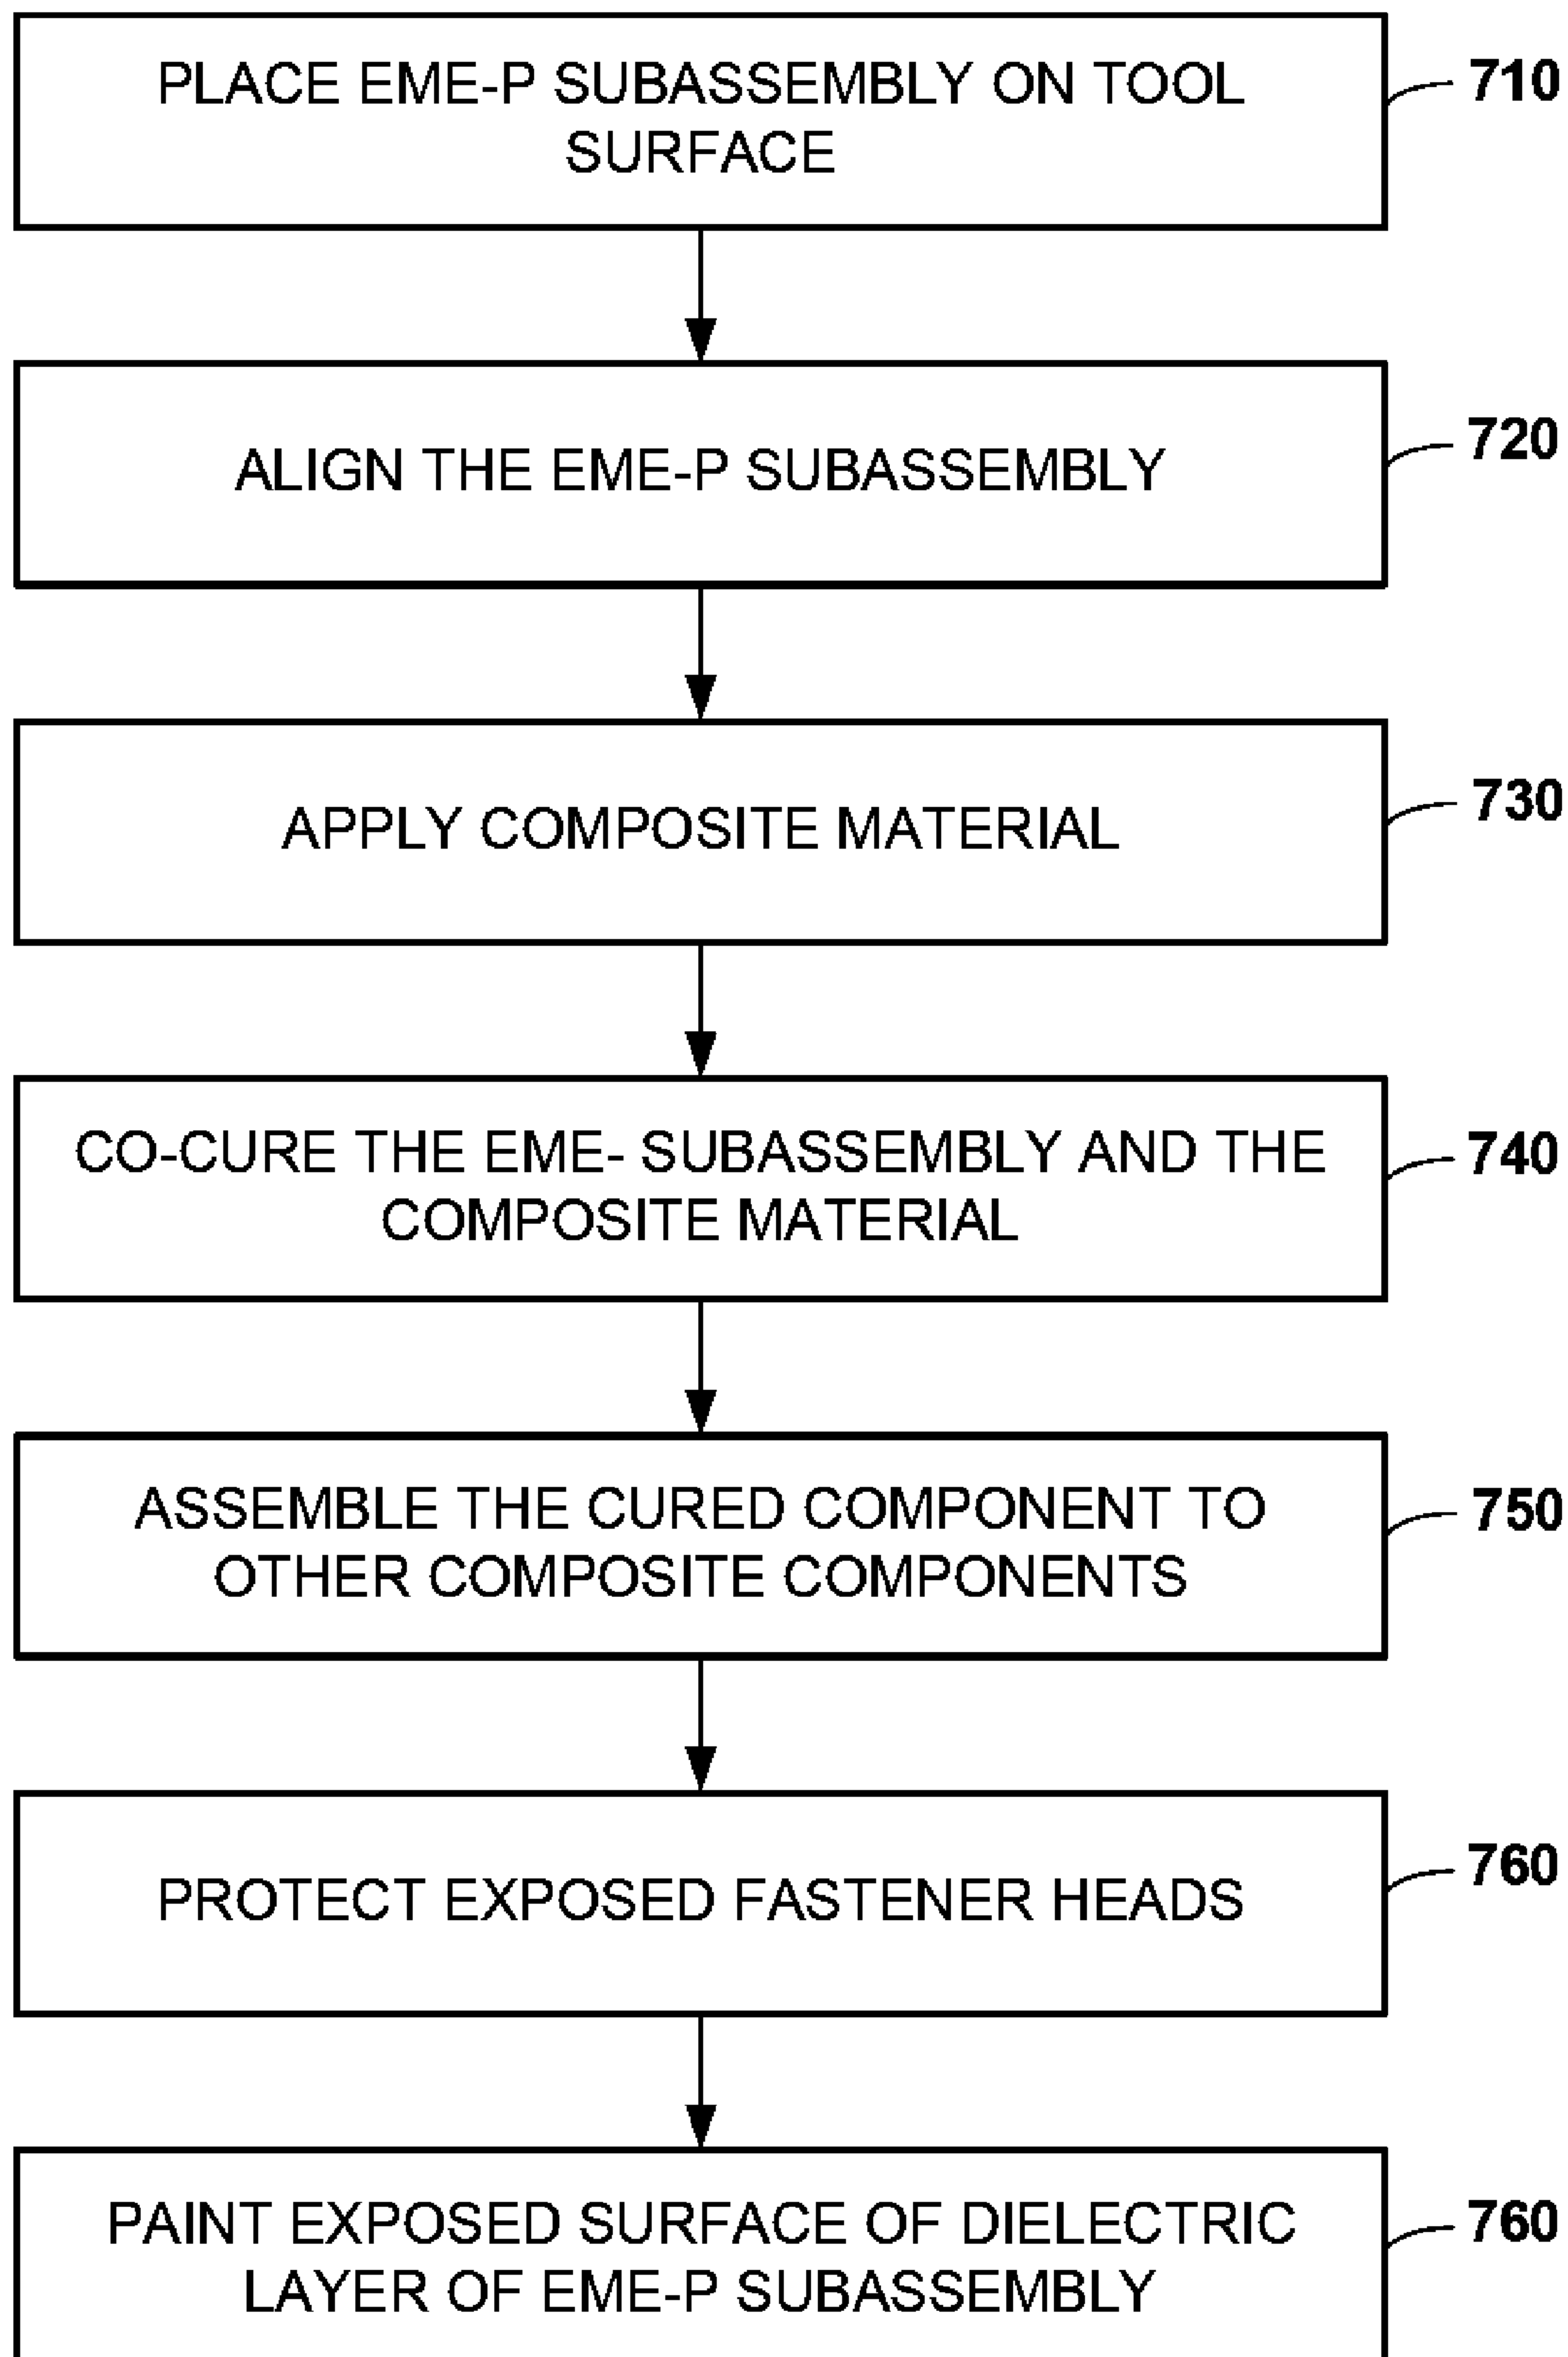 PLACE EME-P SUBASSEMBLY ON TOOL
SURFACE
710
ALIGN THE EME-P SUBASSEMBLY
720
APPLY COMPOSITE MATERIAL
730
CO-CURE THE EME- SUBASSEMBLY AND THE
COMPOSITE MATERIAL
740
ASSEMBLE THE CURED COMPONENT TO
OTHER COMPOSITE COMPONENTS
750
PROTECT EXPOSED FASTENER HEADS
760
PAINT EXPOSED SURFACE OF DIELECTRIC
LAYER OF EME-P SUBASSEMBLY
760